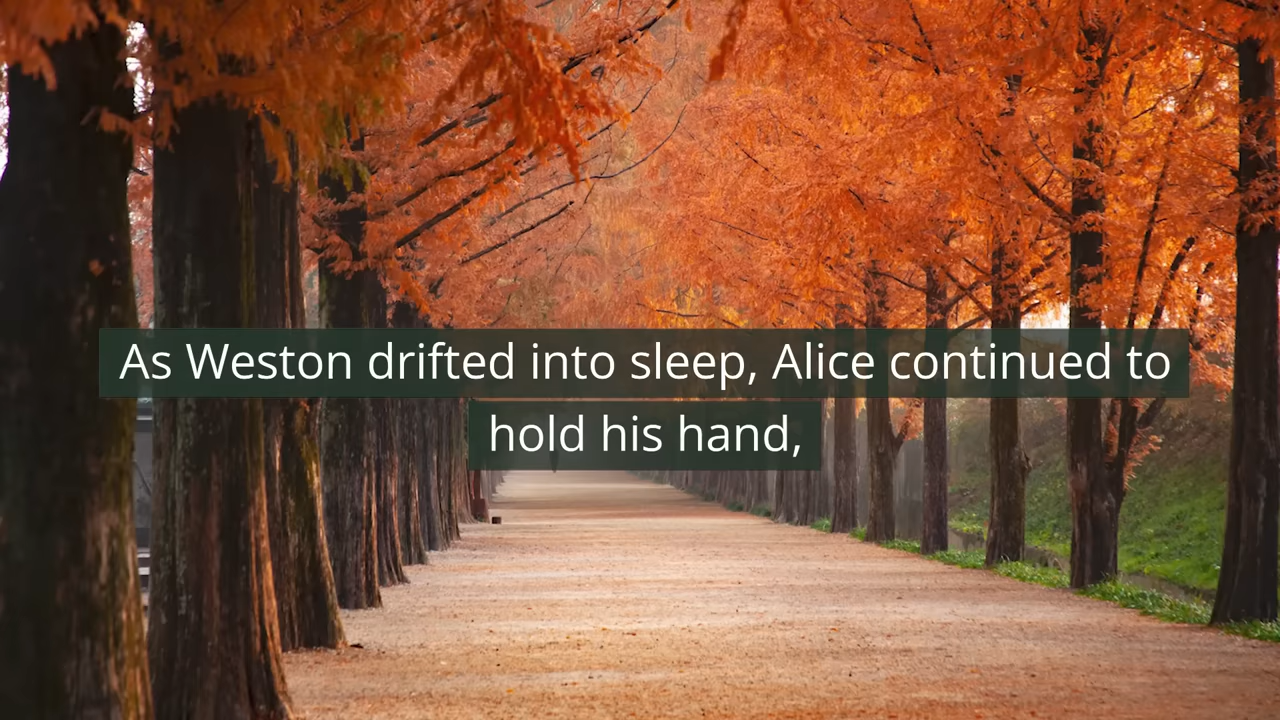 As Weston drifted into sleep, Alice continued to
hold his hand,